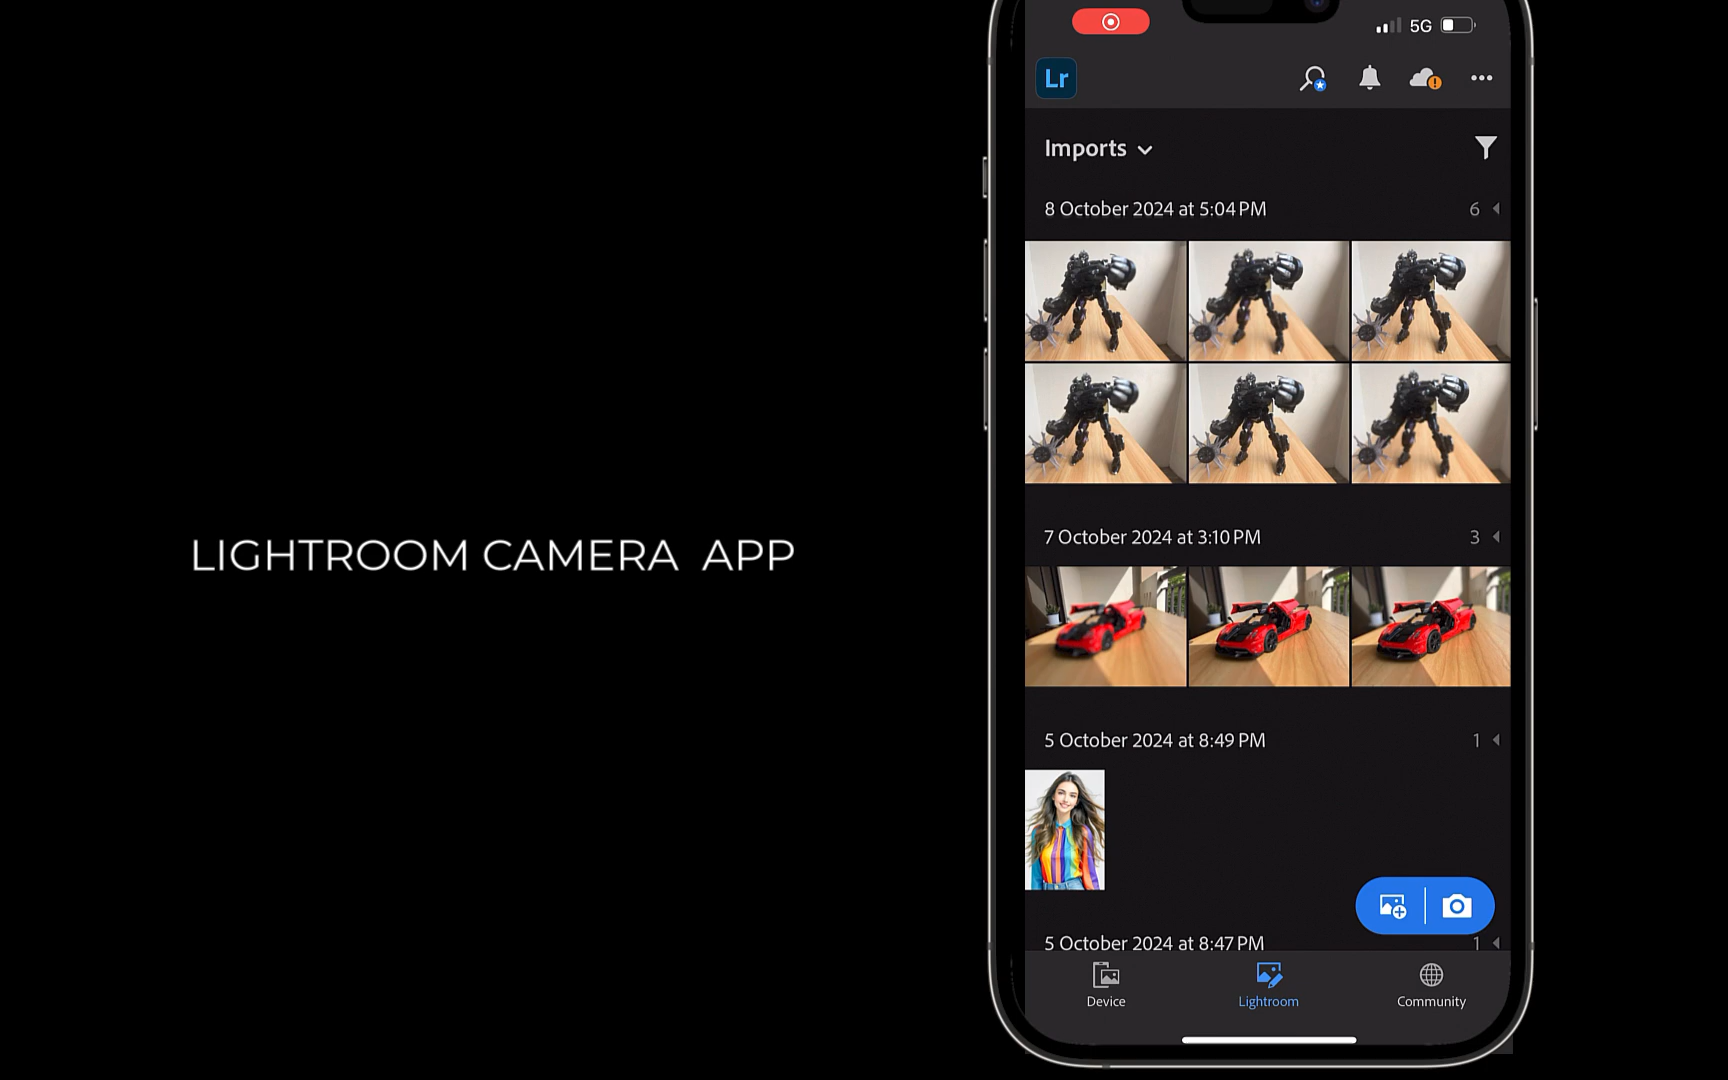 5G
Lr
Imports
8 October 2024 at 5:04 PM
6
7 October 2024 at 3:10 PM
3
LIGHTROOM CAMERA APP
5 October 2024 at 8:49 PM
1
5 October 2024 at 8:47 PM
1
Device
Lightroom
Community